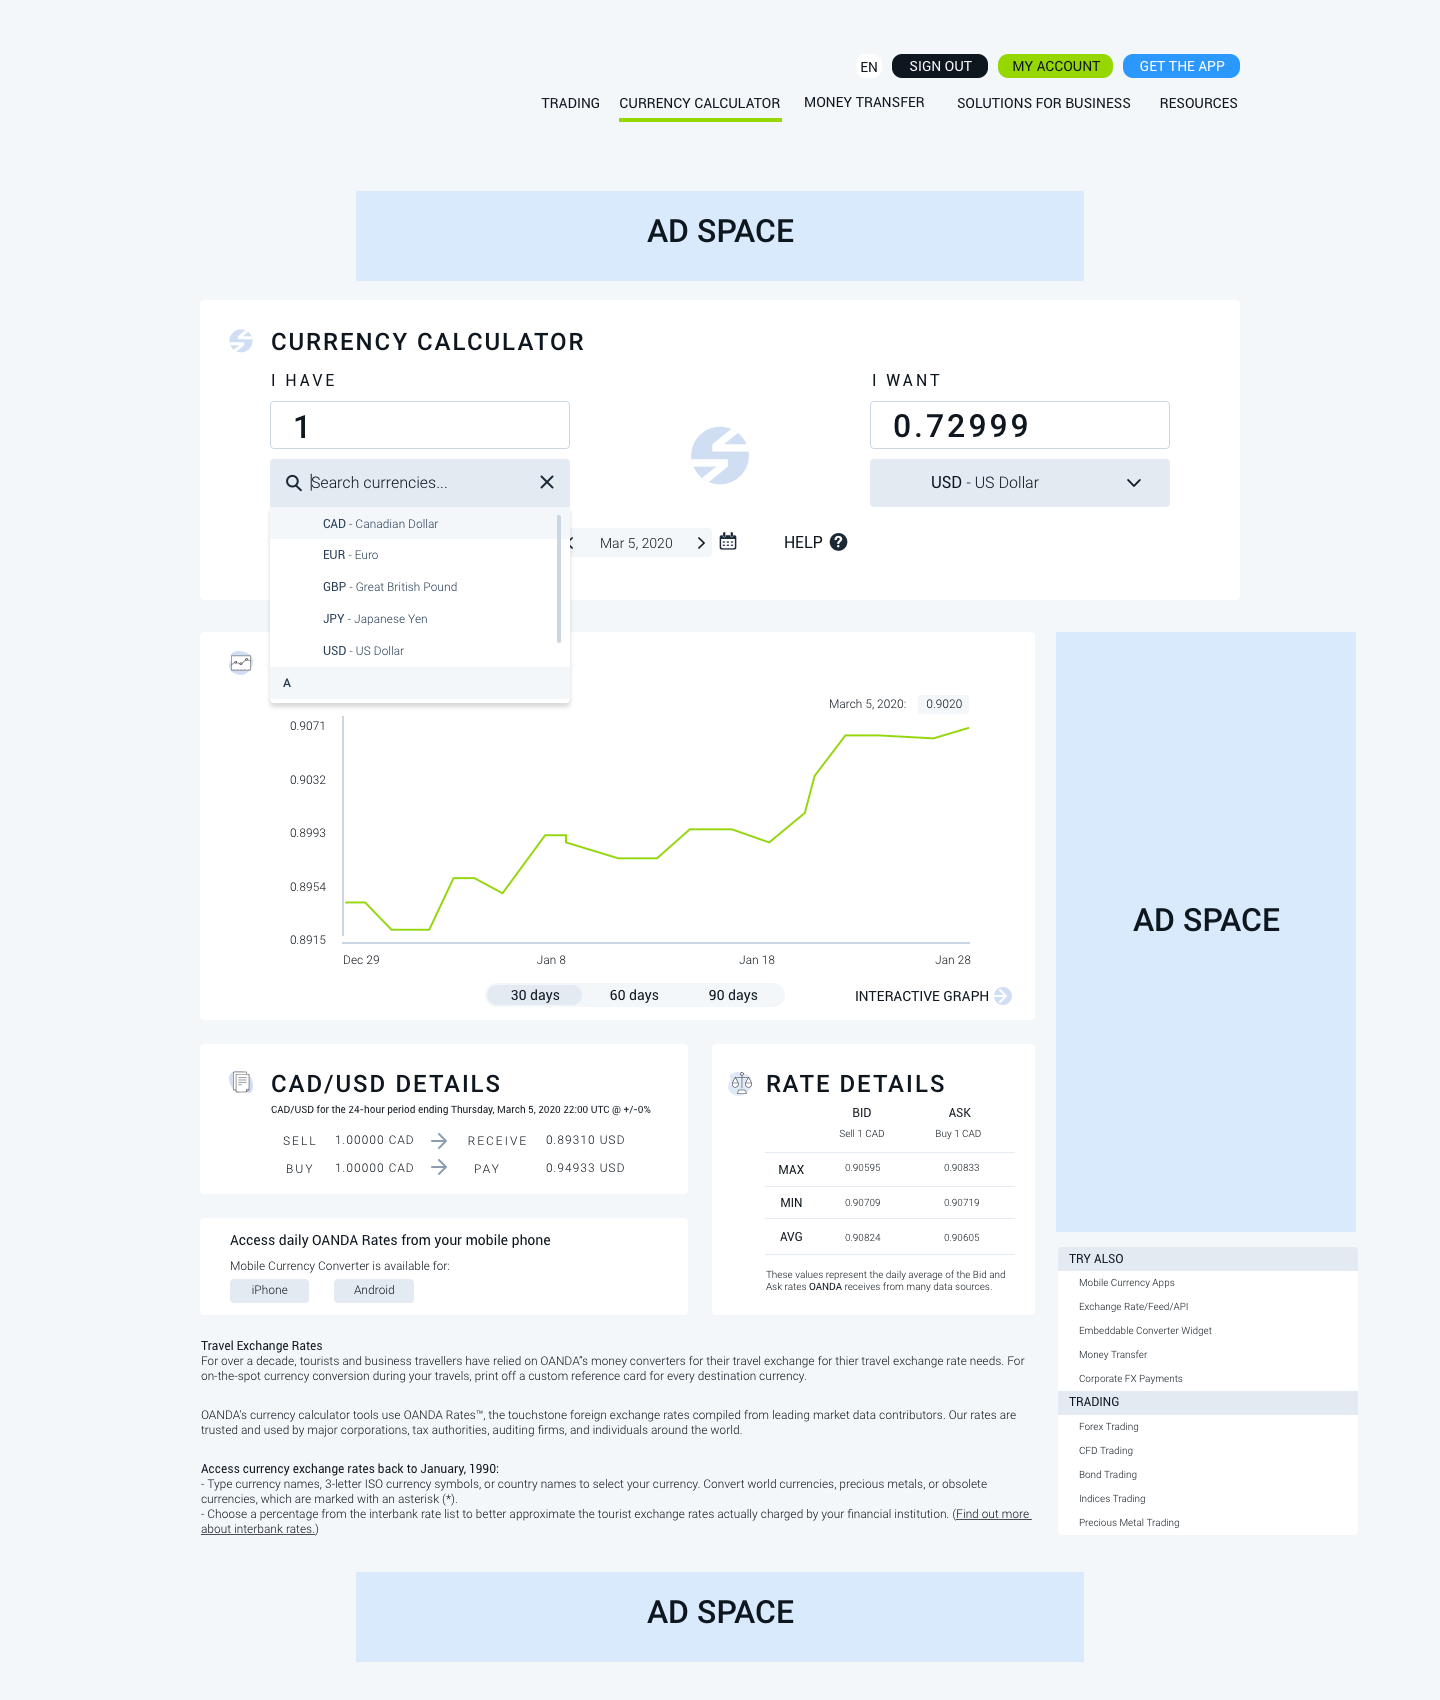 EN
SIGN OUT
MY ACCOUNT
GET THE APP
TRADING
CURRENCY CALCULATOR
MONEY TRANSFER
SOLUTIONS FOR BUSINESS
RESOURCES
AD SPACE
CURRENCY CALCULATOR
I HAVE
I WANT
1
0.72999
Search currencies...
USD - US Dollar
CAD - Canadian Dollar
EUR - Euro
GBP - Great British Pound
JPY - Japanese Yen
USD - US Dollar
A
Mar 5, 2020
HELP
March 5, 2020: 0.9020
0.9071
0.9032
0.8993
0.8954
0.8915
Dec 29
Jan 8
Jan 18
Jan 28
30 days
60 days
90 days
INTERACTIVE GRAPH
AD SPACE
CAD/USD DETAILS
CAD/USD for the 24-hour period ending Thursday, March 5, 2020 22:00 UTC @ +/-0%
SELL 1.00000 CAD RECEIVE 0.89310 USD
BUY 1.00000 CAD PAY 0.94933 USD
RATE DETAILS
BID ASK
Sell 1 CAD Buy 1 CAD
MAX 0.90595 0.90833
MIN 0.90709 0.90719
AVG 0.90824 0.90605
These values represent the daily average of the Bid and
Ask rates OANDA receives from many data sources.
Access daily OANDA Rates from your mobile phone
Mobile Currency Converter is available for:
iPhone
Android
TRY ALSO
Mobile Currency Apps
Exchange Rate/Feed/API
Embeddable Converter Widget
Money Transfer
Corporate FX Payments
TRADING
Forex Trading
CFD Trading
Bond Trading
Indices Trading
Precious Metal Trading
Travel Exchange Rates
For over a decade, tourists and business travellers have relied on OANDA"s money converters for their travel exchange for thier travel exchange rate needs. For
on-the-spot currency conversion during your travels, print off a custom reference card for every destination currency.
OANDA's currency calculator tools use OANDA Rates™, the touchstone foreign exchange rates compiled from leading market data contributors. Our rates are
trusted and used by major corporations, tax authorities, auditing firms, and individuals around the world.
Access currency exchange rates back to January, 1990:
- Type currency names, 3-letter ISO currency symbols, or country names to select your currency. Convert world currencies, precious metals, or obsolete
currencies, which are marked with an asterisk (*).
- Choose a percentage from the interbank rate list to better approximate the tourist exchange rates actually charged by your financial institution. (Find out more
about interbank rates.)
AD SPACE